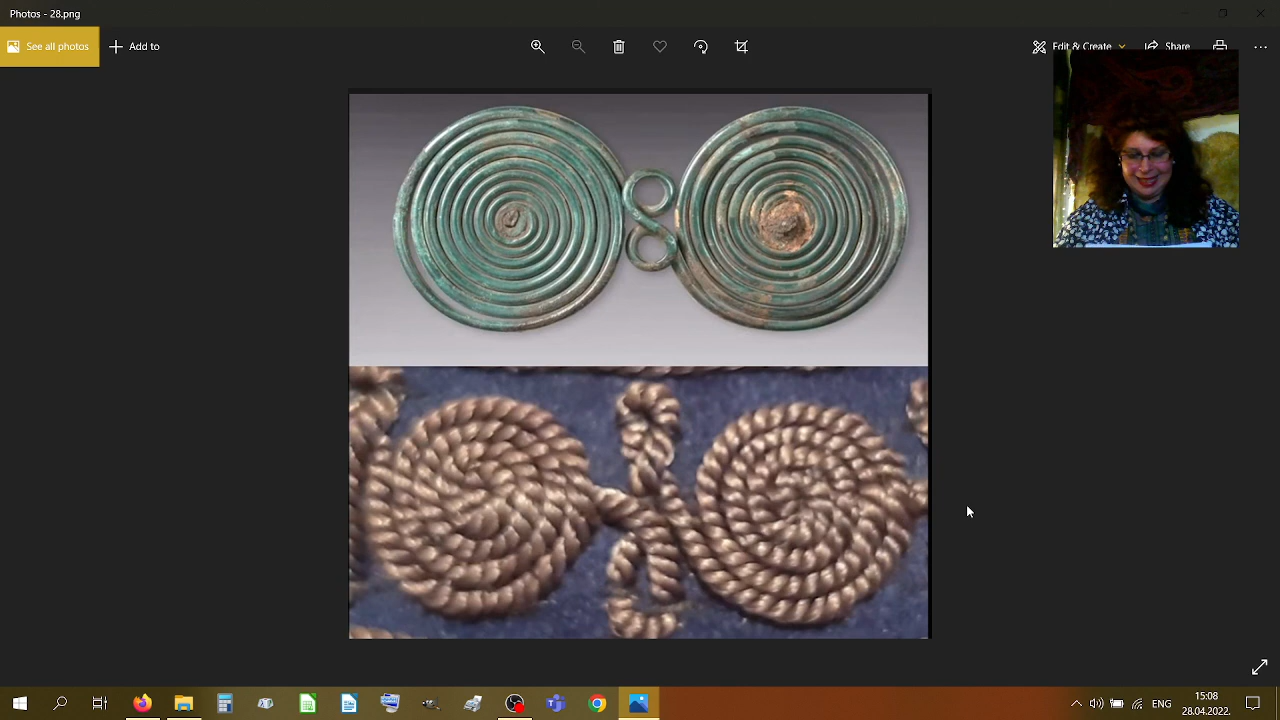 Photos - 28.png
See all photos
Add to
Edit & Create
Share
ENG
15:08
28.04.2022.